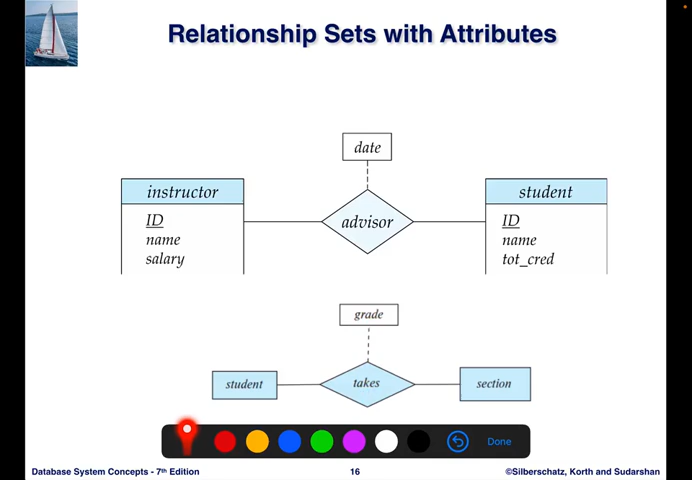 Relationship Sets with Attributes
date
instructor
ID
name
salary
advisor
student
ID
name
tot_cred
grade
student
takes
section
Done
Database System Concepts - 7th Edition
16
©Silberschatz, Korth and Sudarshan